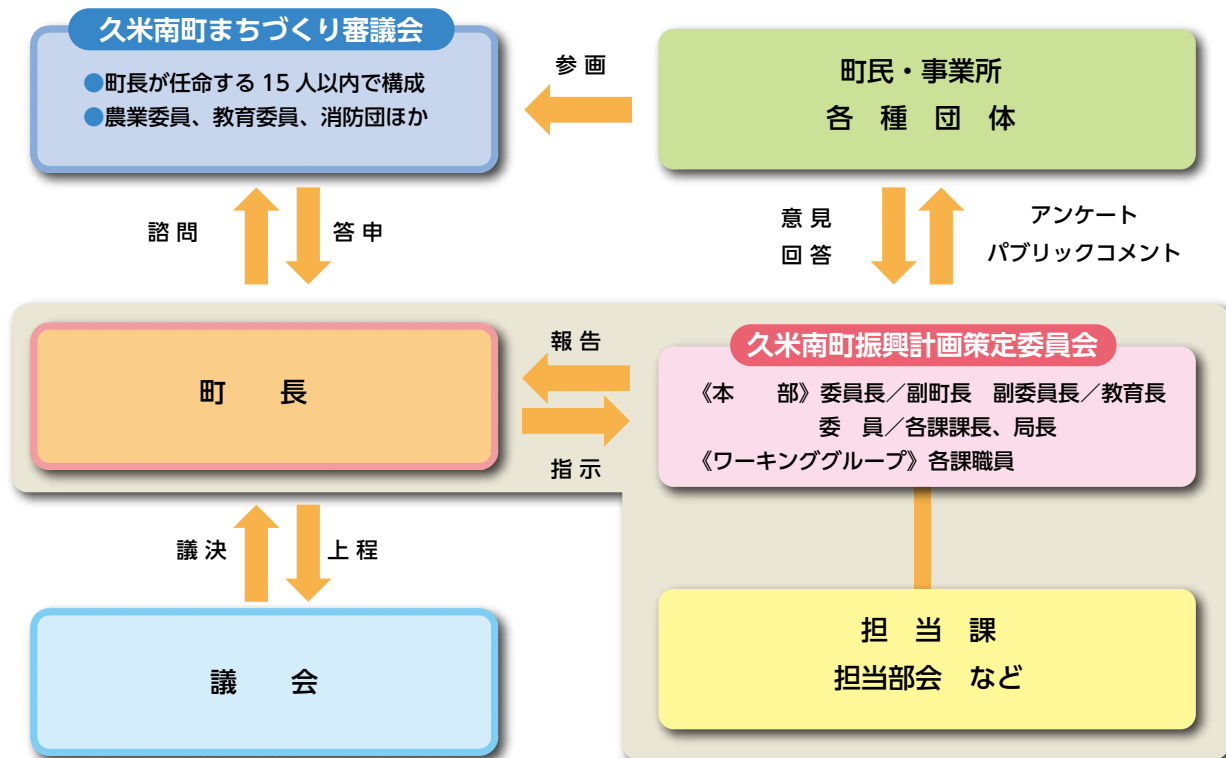 久米南町まちづくり審議会
●町長が任命する 15 人以内で構成
●農業委員、教育委員、消防団ほか
参 画
町民・事業所
各　種　団　体
諮 問
答 申
意 見
回 答
アンケート
パブリックコメント
町　　長
報 告
指 示
久米南町振興計画策定委員会
《本　　部》委員長／副町長　副委員長／教育長
委　員／各課課長、局長
《ワーキンググループ》各課職員
議 決
上 程
議　　会
担　当　課
担当部会　など